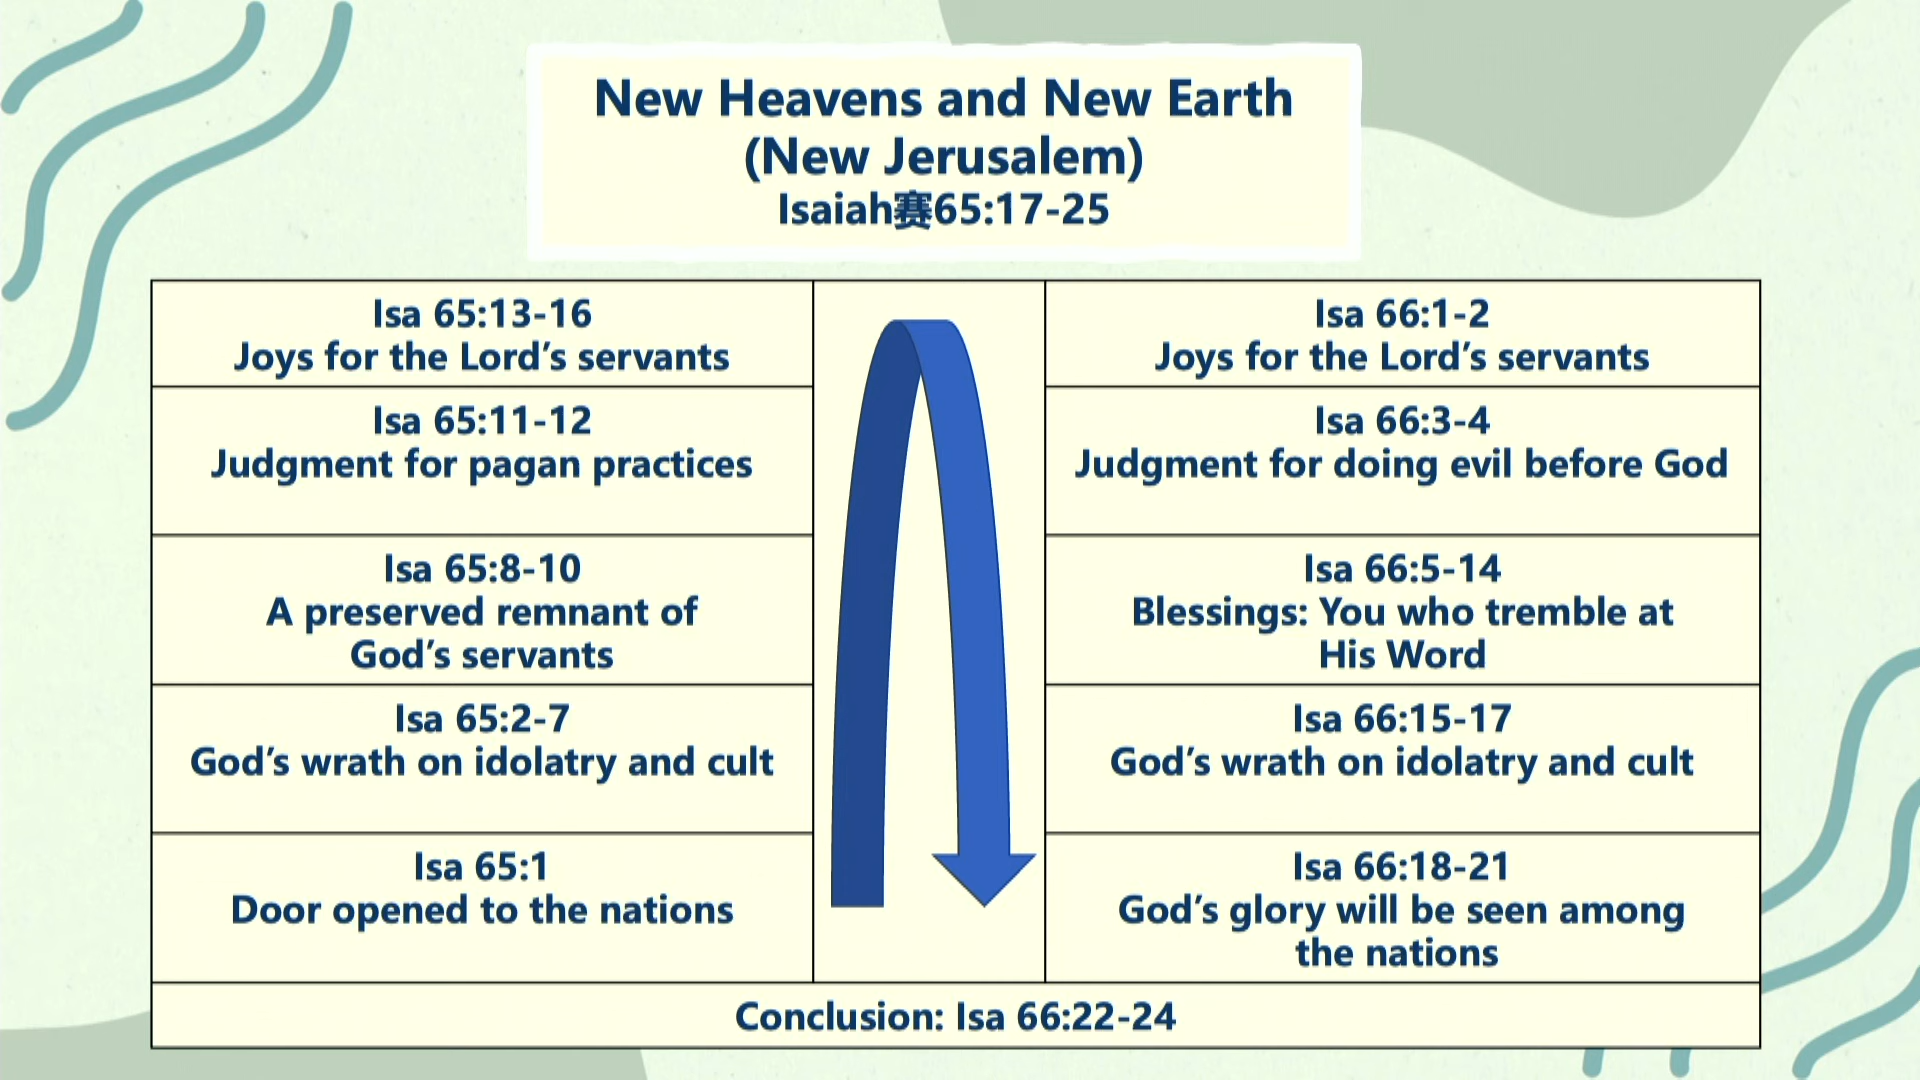 New Heavens and New Earth
(New Jerusalem)
Isaiah赛65:17-25
Isa 65:13-16
Joys for the Lord’s servants
Isa 66:1-2
Joys for the Lord’s servants
Isa 65:11-12
Judgment for pagan practices
Isa 66:3-4
Judgment for doing evil before God
Isa 65:8-10
A preserved remnant of
God’s servants
Isa 66:5-14
Blessings: You who tremble at
His Word
Isa 65:2-7
God’s wrath on idolatry and cult
Isa 66:15-17
God’s wrath on idolatry and cult
Isa 65:1
Door opened to the nations
Isa 66:18-21
God’s glory will be seen among
the nations
Conclusion: Isa 66:22-24